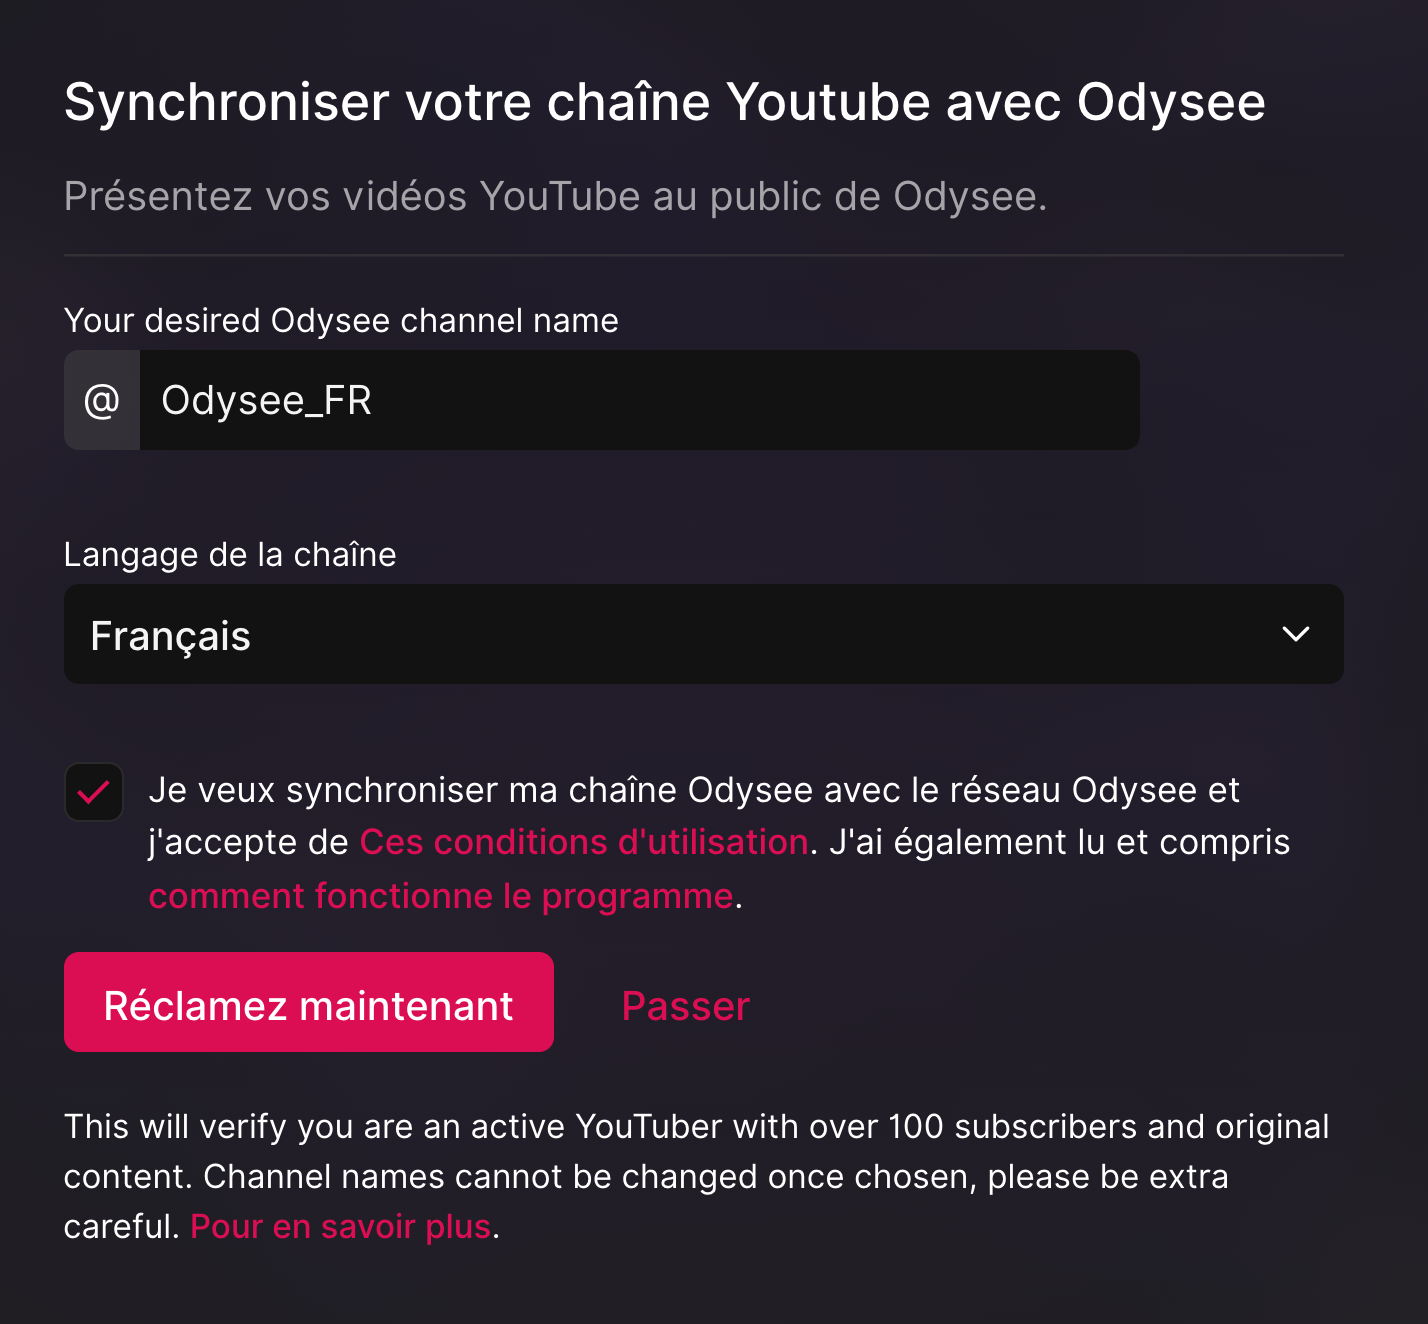 Synchroniser votre chaîne Youtube avec Odysee
Présentez vos vidéos YouTube au public de Odysee.
Your desired Odysee channel name
@ Odysee_FR
Langage de la chaîne
Français
Je veux synchroniser ma chaîne Odysee avec le réseau Odysee et
j'accepte de Ces conditions d'utilisation. J'ai également lu et compris
comment fonctionne le programme.
Réclamez maintenant Passer
This will verify you are an active YouTuber with over 100 subscribers and original
content. Channel names cannot be changed once chosen, please be extra
careful. Pour en savoir plus.